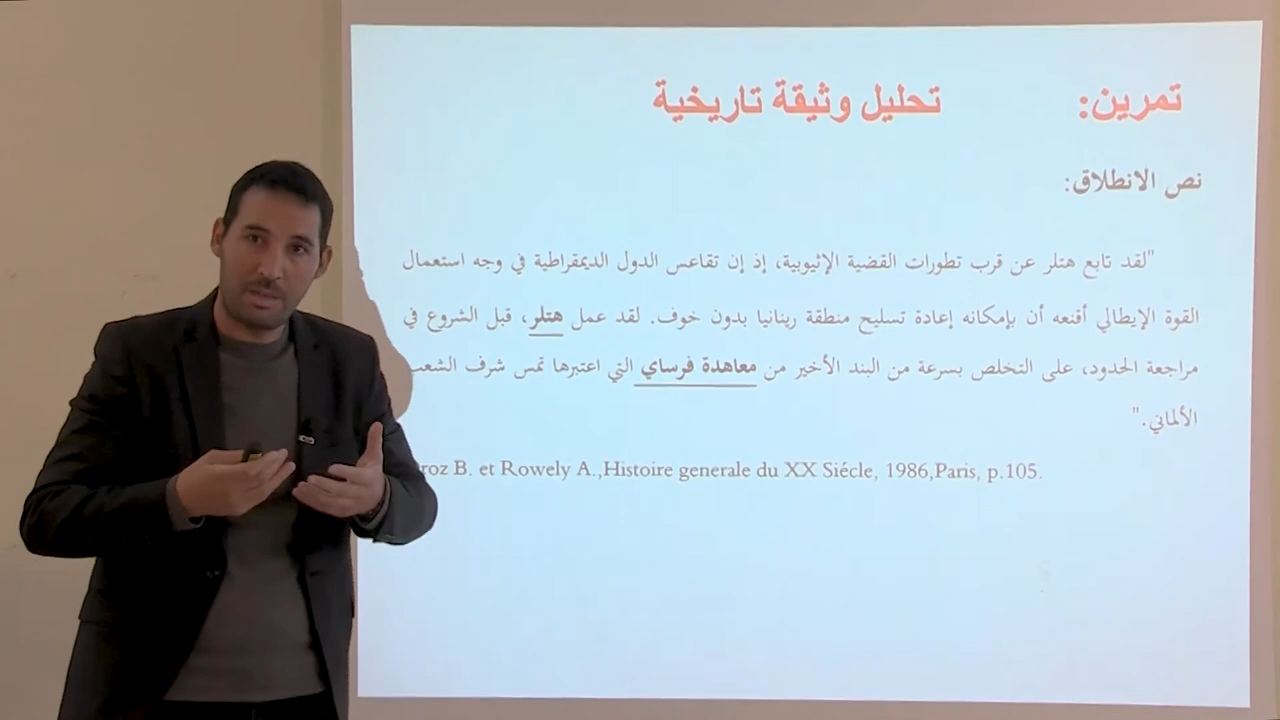 تمرين: تحليل وثيقة تاريخية
نص الانطلاق:
"لقد تابع هتلر عن قرب تطورات القضية الإثيوبية، إذ إن تقاعس الدول الديمقراطية في وجه استعمال
القوة الإيطالي أقنعه أن بإمكانه إعادة تسليح منطقة رينانيا بدون خوف. لقد عمل هتلر، قبل الشروع في
مراجعة الحدود، على التخلص بسرعة من البند الأخير من معاهدة فرساي التي اعتبرها تمس شرف الشعب
الألماني."
B. et Rowely A.,Histoire generale du XX Siécle, 1986,Paris, p.105.